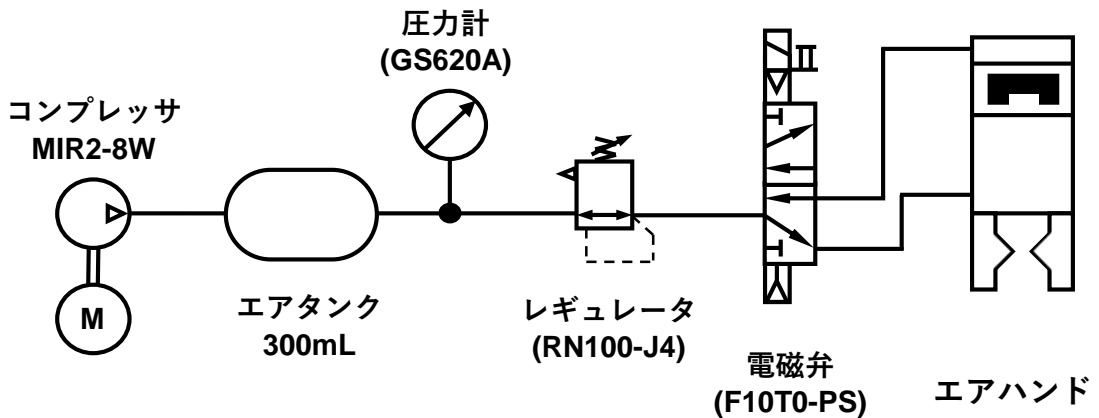 圧力計
(GS620A)
コンプレッサ
MIR2-8W
M
エアタンク
300mL
レギュレータ
(RN100-J4)
電磁弁
(F10T0-PS)
エアハンド